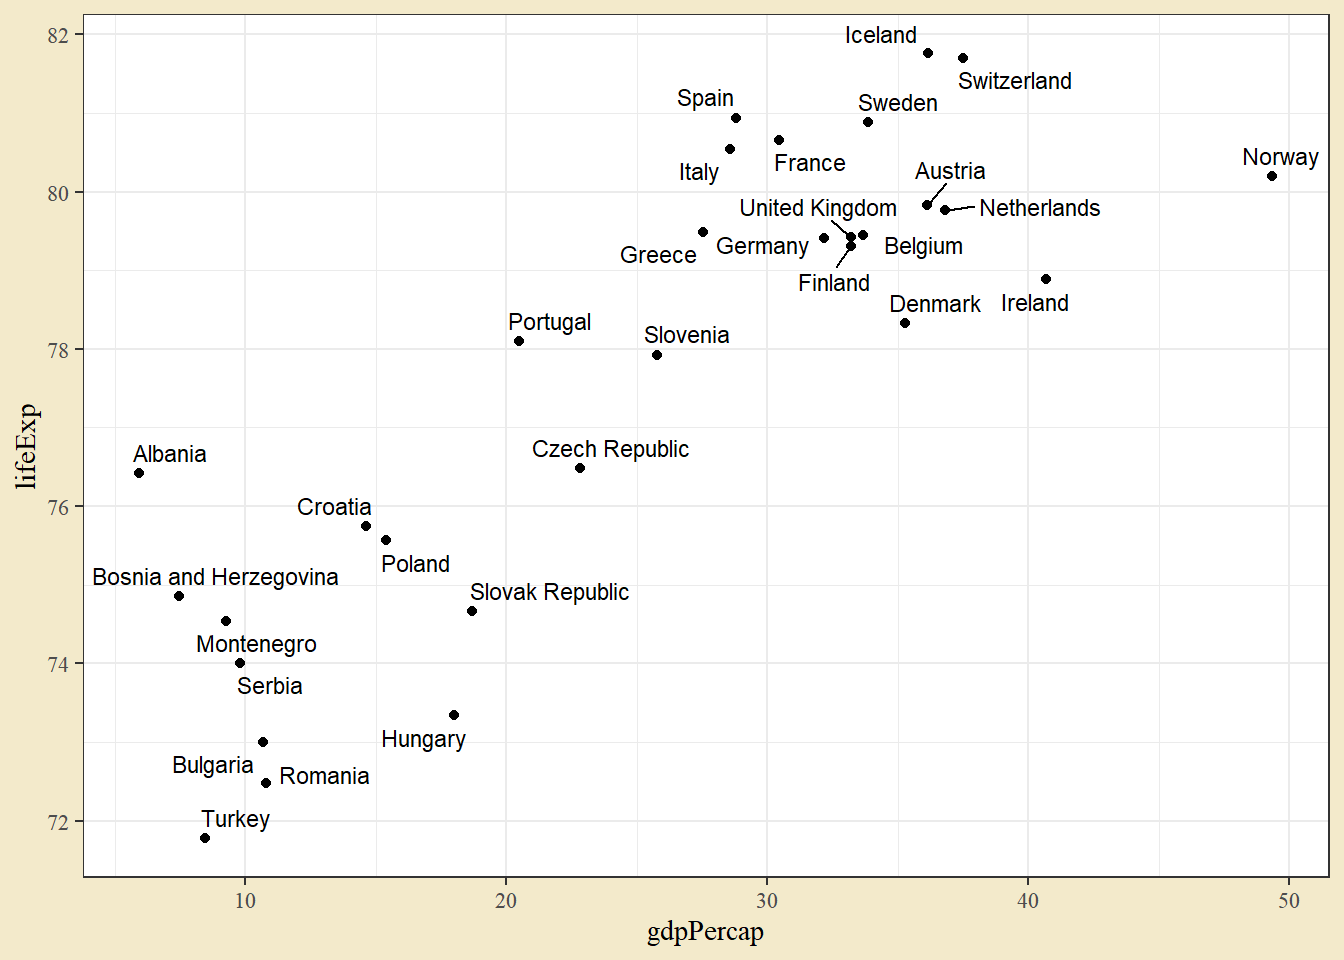 82
Iceland
Switzerland
Spain
Sweden
Italy
France
Norway
80
Austria
United Kingdom
Netherlands
Greece
Germany
Belgium
Finland
Denmark
Ireland
Portugal
Slovenia
78
Albania
Czech Republic
lifeExp
76
Croatia
Poland
Bosnia and Herzegovina
Slovak Republic
Montenegro
74
Serbia
Hungary
Bulgaria
Romania
Turkey
72
10
20
30
40
50
gdpPercap